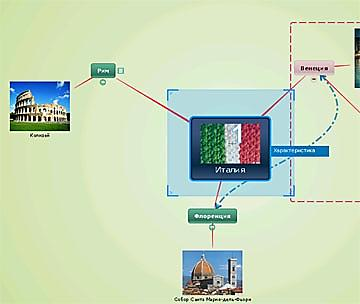 Рим
Венеция
Колизей
Характеристика
Италия
Флоренция
Собор Санта Мария-дель-Фьоре